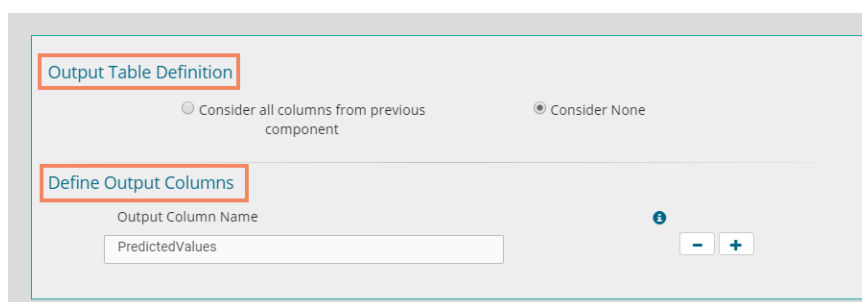 Output Table Definition
Consider all columns from previous
component
Consider None
Define Output Columns
Output Column Name
PredictedValues